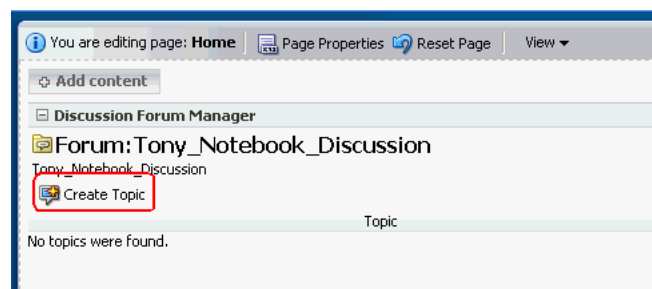 You are editing page: Home Page Properties Reset Page View
Add content
Discussion Forum Manager
Forum:Tony_Notebook_Discussion
Tony_Notebook_Discussion
Create Topic
Topic
No topics were found.